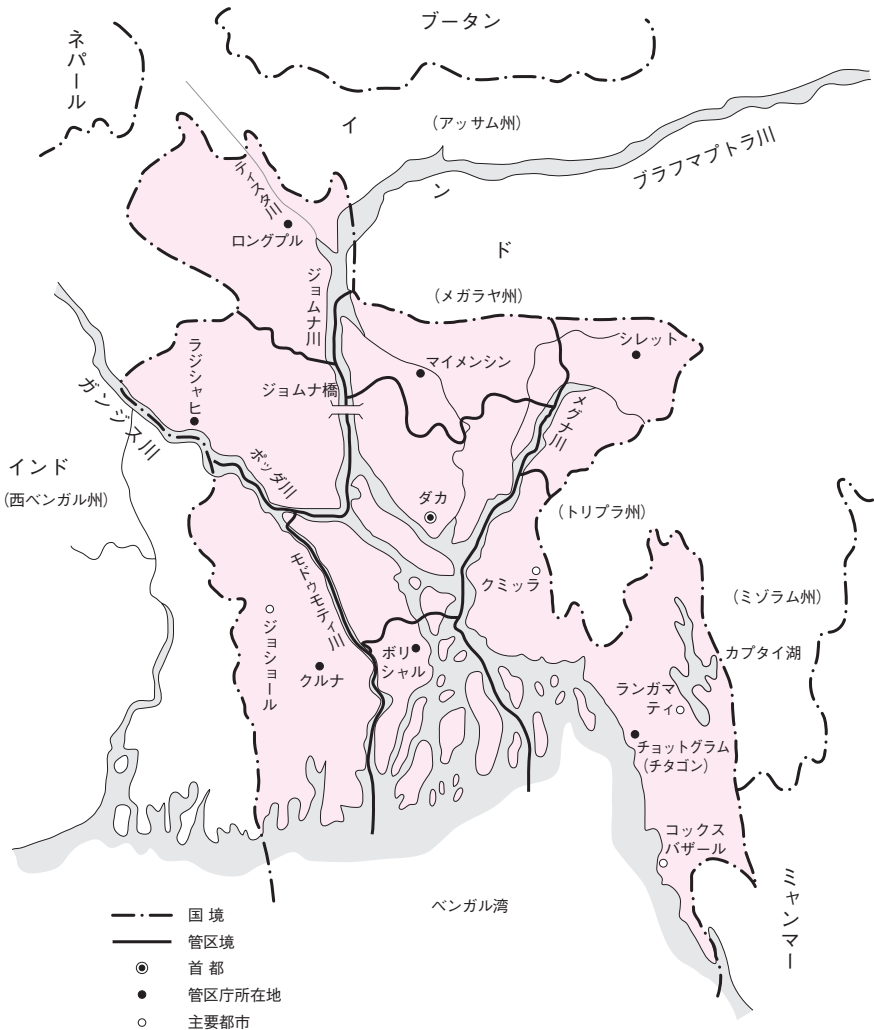 ブータン
ネパール
インド
(アッサム州)
ブラフマプトラ川
ティスタ川
ロングプル
ジョムナ川
(メガラヤ州)
シレット
マイメンシン
ラジシャヒ
ジョムナ橋
ガンジス川
メグナ川
インド
(西ベンガル州)
ポッダ川
ダカ
(トリプラ州)
モドゥモティ川
クミッラ
(ミゾラム州)
ジョショール
ボリ
シャル
カプタイ湖
クルナ
ランガマ
ティ
チョットグラム
(チタゴン)
コックス
バザール
ミャンマー
ベンガル湾
国 境
管区境
首 都
管区庁所在地
主要都市